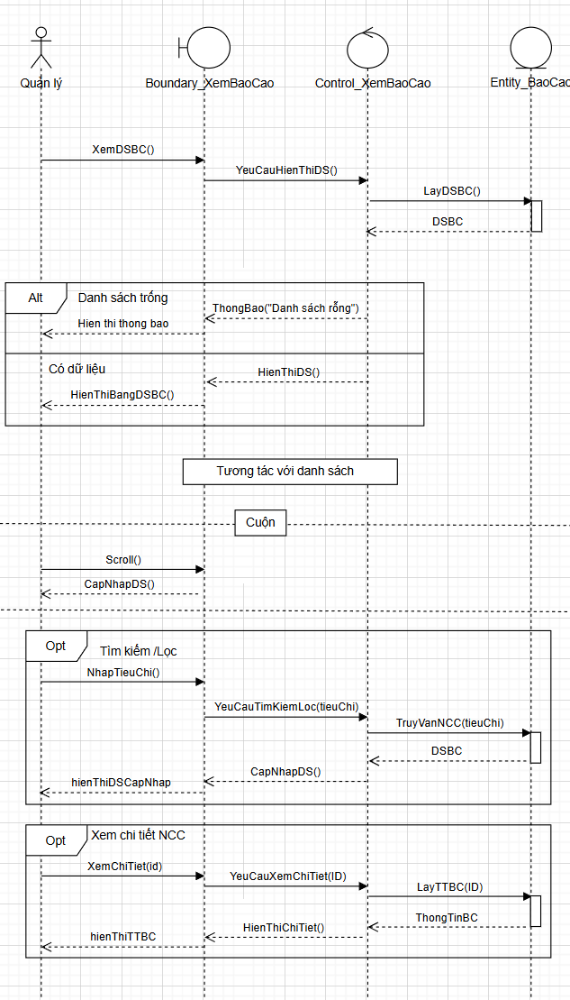 Quản lý
Boundary_XemBaoCao
Control_XemBaoCao
Entity_BaoCao
XemDSBC()
YeuCauHienThiDS()
LayDSBC()
DSBC
Alt
Danh sách trống
ThongBao("Danh sách rỗng")
Hien thi thong bao
Có dữ liệu
HienThiDS()
HienThiBangDSBC()
Tương tác với danh sách
Cuộn
Scroll()
CapNhapDS()
Opt
Tìm kiếm /Lọc
NhapTieuChi()
YeuCauTimKiemLoc(tieuChi)
TruyVanNCC(tieuChi)
DSBC
CapNhapDS()
hienThiDSCapNhap
Opt
Xem chi tiết NCC
XemChiTiet(id)
YeuCauXemChiTiet(ID)
LayTTBC(ID)
ThongTinBC
HienThiChiTiet()
hienThiTTBC